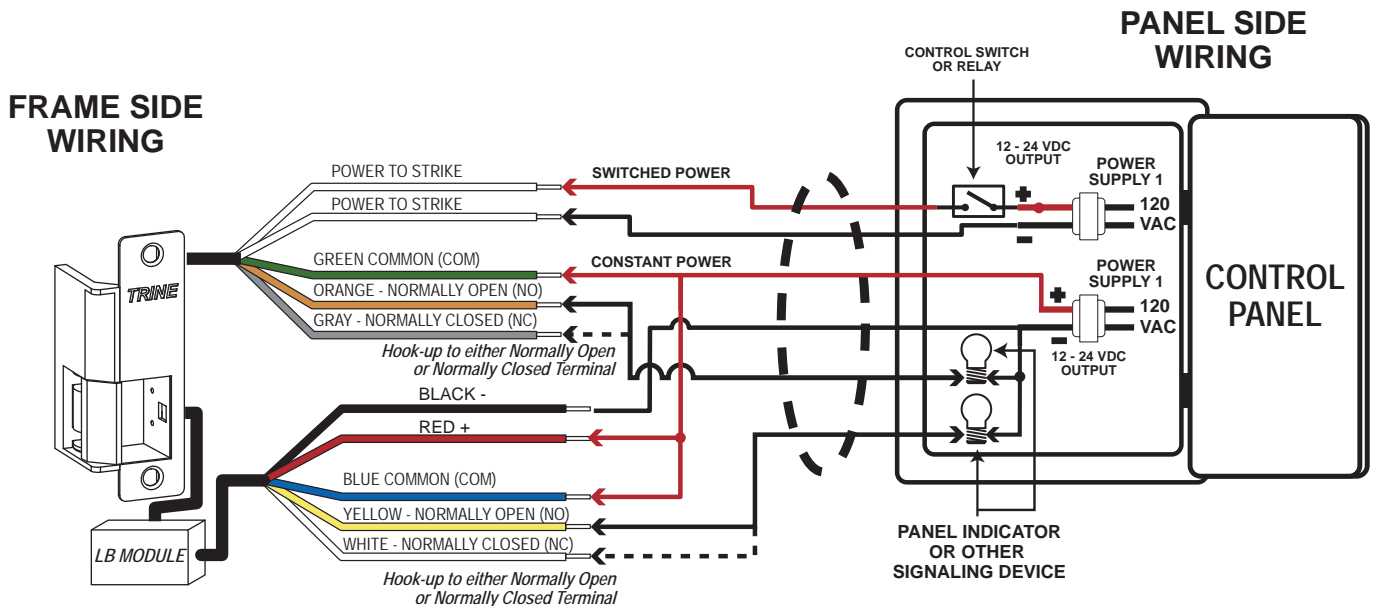 PANEL SIDE
WIRING
CONTROL SWITCH
OR RELAY
FRAME SIDE
WIRING
12 - 24 VDC
OUTPUT
POWER
SUPPLY 1
120
VAC
+
-
POWER TO STRIKE
SWITCHED POWER
POWER TO STRIKE
GREEN COMMON (COM)
CONSTANT POWER
ORANGE - NORMALLY OPEN (NO)
GRAY - NORMALLY CLOSED (NC)
Hook-up to either Normally Open
or Normally Closed Terminal
TRINE
POWER
SUPPLY 1
120
VAC
+
-
12 - 24 VDC
OUTPUT
CONTROL
PANEL
BLACK -
RED +
BLUE COMMON (COM)
YELLOW - NORMALLY OPEN (NO)
WHITE - NORMALLY CLOSED (NC)
Hook-up to either Normally Open
or Normally Closed Terminal
LB MODULE
PANEL INDICATOR
OR OTHER
SIGNALING DEVICE